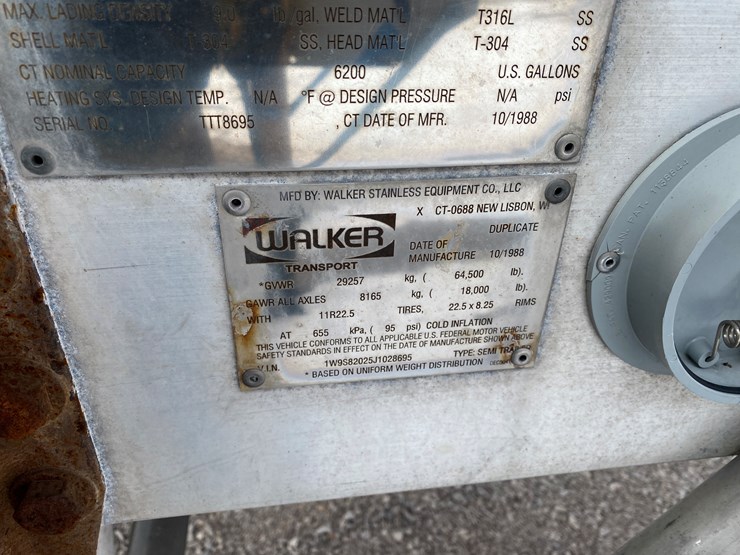 MAX. LADING DENSITY lb. gal, WELD MAT'L T316L SS
SHELL MAT'L T-304 SS, HEAD MAT'L T-304 SS
CT NOMINAL CAPACITY 6200 U.S. GALLONS
HEATING SYS. DESIGN TEMP. N/A °F @ DESIGN PRESSURE N/A psi
SERIAL NO. TTT8695 , CT DATE OF MFR. 10/1988
MFD BY: WALKER STAINLESS EQUIPMENT CO., LLC
X CT-0688 NEW LISBON, WI
WALKER
TRANSPORT
DUPLICATE
DATE OF
MANUFACTURE 10/1988
*GVWR 29257 kg, ( 64,500 lb).
GAWR ALL AXLES 8165 kg, ( 18,000 lb).
WITH 11R22.5 TIRES, 22.5 x 8.25 RIMS
AT 655 kPa, ( 95 psi) COLD INFLATION
THIS VEHICLE CONFORMS TO ALL APPLICABLE U.S. FEDERAL MOTOR VEHICLE
SAFETY STANDARDS IN EFFECT ON THE DATE OF MANUFACTURE SHOWN ABOVE
V.I.N. 1W9S82025J1028695 TYPE: SEMI TRAILER
* BASED ON UNIFORM WEIGHT DISTRIBUTION